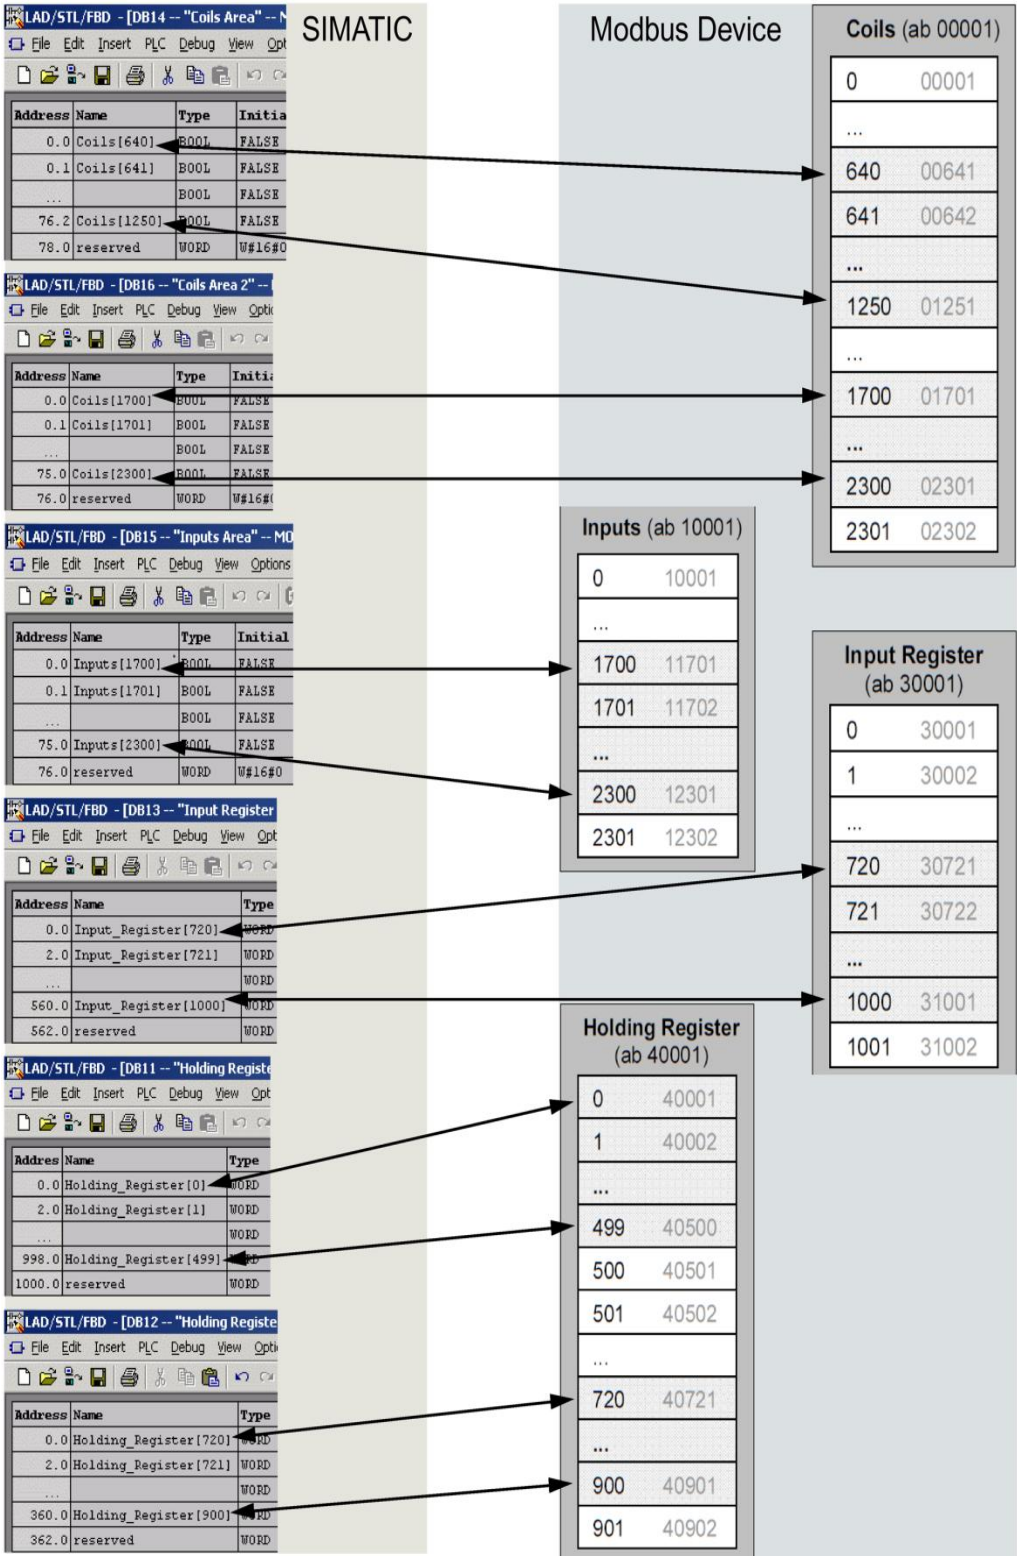 LAD/STL/FBD - [DB14 -- "Coils Area" -- M
File Edit Insert PLC Debug View Opt
Address Name Type Initia
0.0 Coils[640] BOOL FALSE
0.1 Coils[641] BOOL FALSE
... BOOL FALSE
76.2 Coils[1250] BOOL FALSE
78.0 reserved WORD W#16#0
LAD/STL/FBD - [DB16 -- "Coils Area 2" --
File Edit Insert PLC Debug View Optio
Address Name Type Initia
0.0 Coils[1700] BOOL FALSE
0.1 Coils[1701] BOOL FALSE
... BOOL FALSE
75.0 Coils[2300] BOOL FALSE
76.0 reserved WORD W#16#0
LAD/STL/FBD - [DB15 -- "Inputs Area" -- MO
File Edit Insert PLC Debug View Options
Address Name Type Initial
0.0 Inputs[1700] BOOL FALSE
0.1 Inputs[1701] BOOL FALSE
... BOOL FALSE
75.0 Inputs[2300] BOOL FALSE
76.0 reserved WORD W#16#0
LAD/STL/FBD - [DB13 -- "Input Register
File Edit Insert PLC Debug View Opt
Address Name Type
0.0 Input_Register[720] WORD
2.0 Input_Register[721] WORD
... WORD
560.0 Input_Register[1000] WORD
562.0 reserved WORD
LAD/STL/FBD - [DB11 -- "Holding Registe
File Edit Insert PLC Debug View Opt
Addres Name Type
0.0 Holding_Register[0] WORD
2.0 Holding_Register[1] WORD
... WORD
998.0 Holding_Register[499] WORD
1000.0 reserved WORD
LAD/STL/FBD - [DB12 -- "Holding Registe
File Edit Insert PLC Debug View Opti
Address Name Type
0.0 Holding_Register[720] WORD
2.0 Holding_Register[721] WORD
... WORD
360.0 Holding_Register[900] WORD
362.0 reserved WORD
SIMATIC
Modbus Device
Coils (ab 00001)
0 00001
...
640 00641
641 00642
...
1250 01251
...
1700 01701
...
2300 02301
2301 02302
Inputs (ab 10001)
0 10001
...
1700 11701
1701 11702
...
2300 12301
2301 12302
Input Register
(ab 30001)
0 30001
1 30002
...
720 30721
721 30722
...
1000 31001
1001 31002
Holding Register
(ab 40001)
0 40001
1 40002
...
499 40500
500 40501
501 40502
...
720 40721
...
900 40901
901 40902